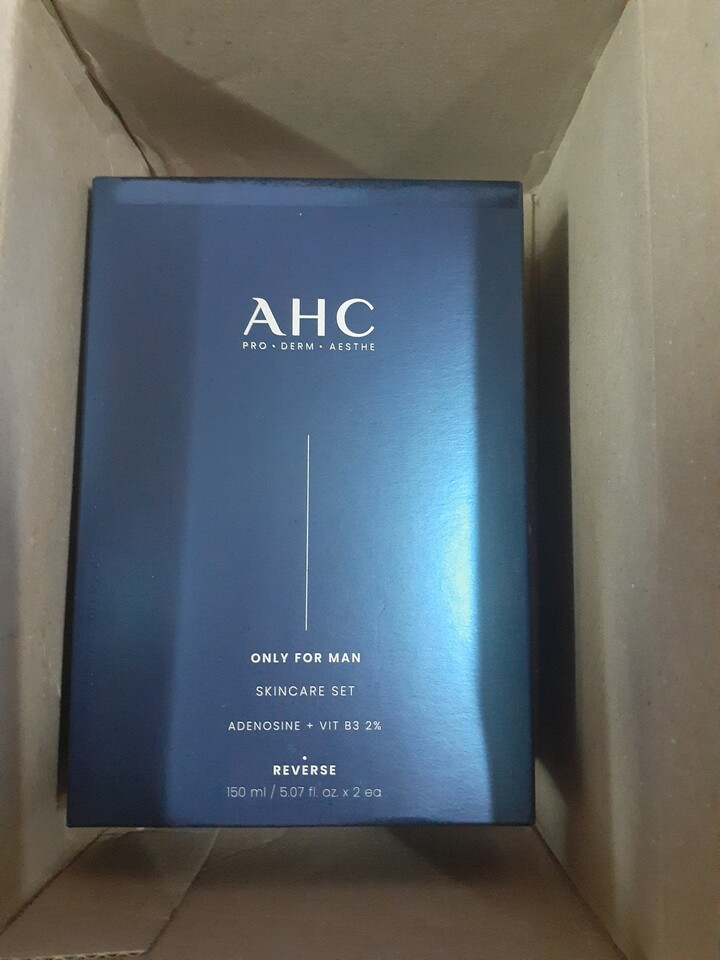 AHC
PRO • DERM • AESTHE
ONLY FOR MAN
SKINCARE SET
ADENOSINE + VIT B3 2%
REVERSE
150 ml / 5.07 fl. oz. x 2 ea